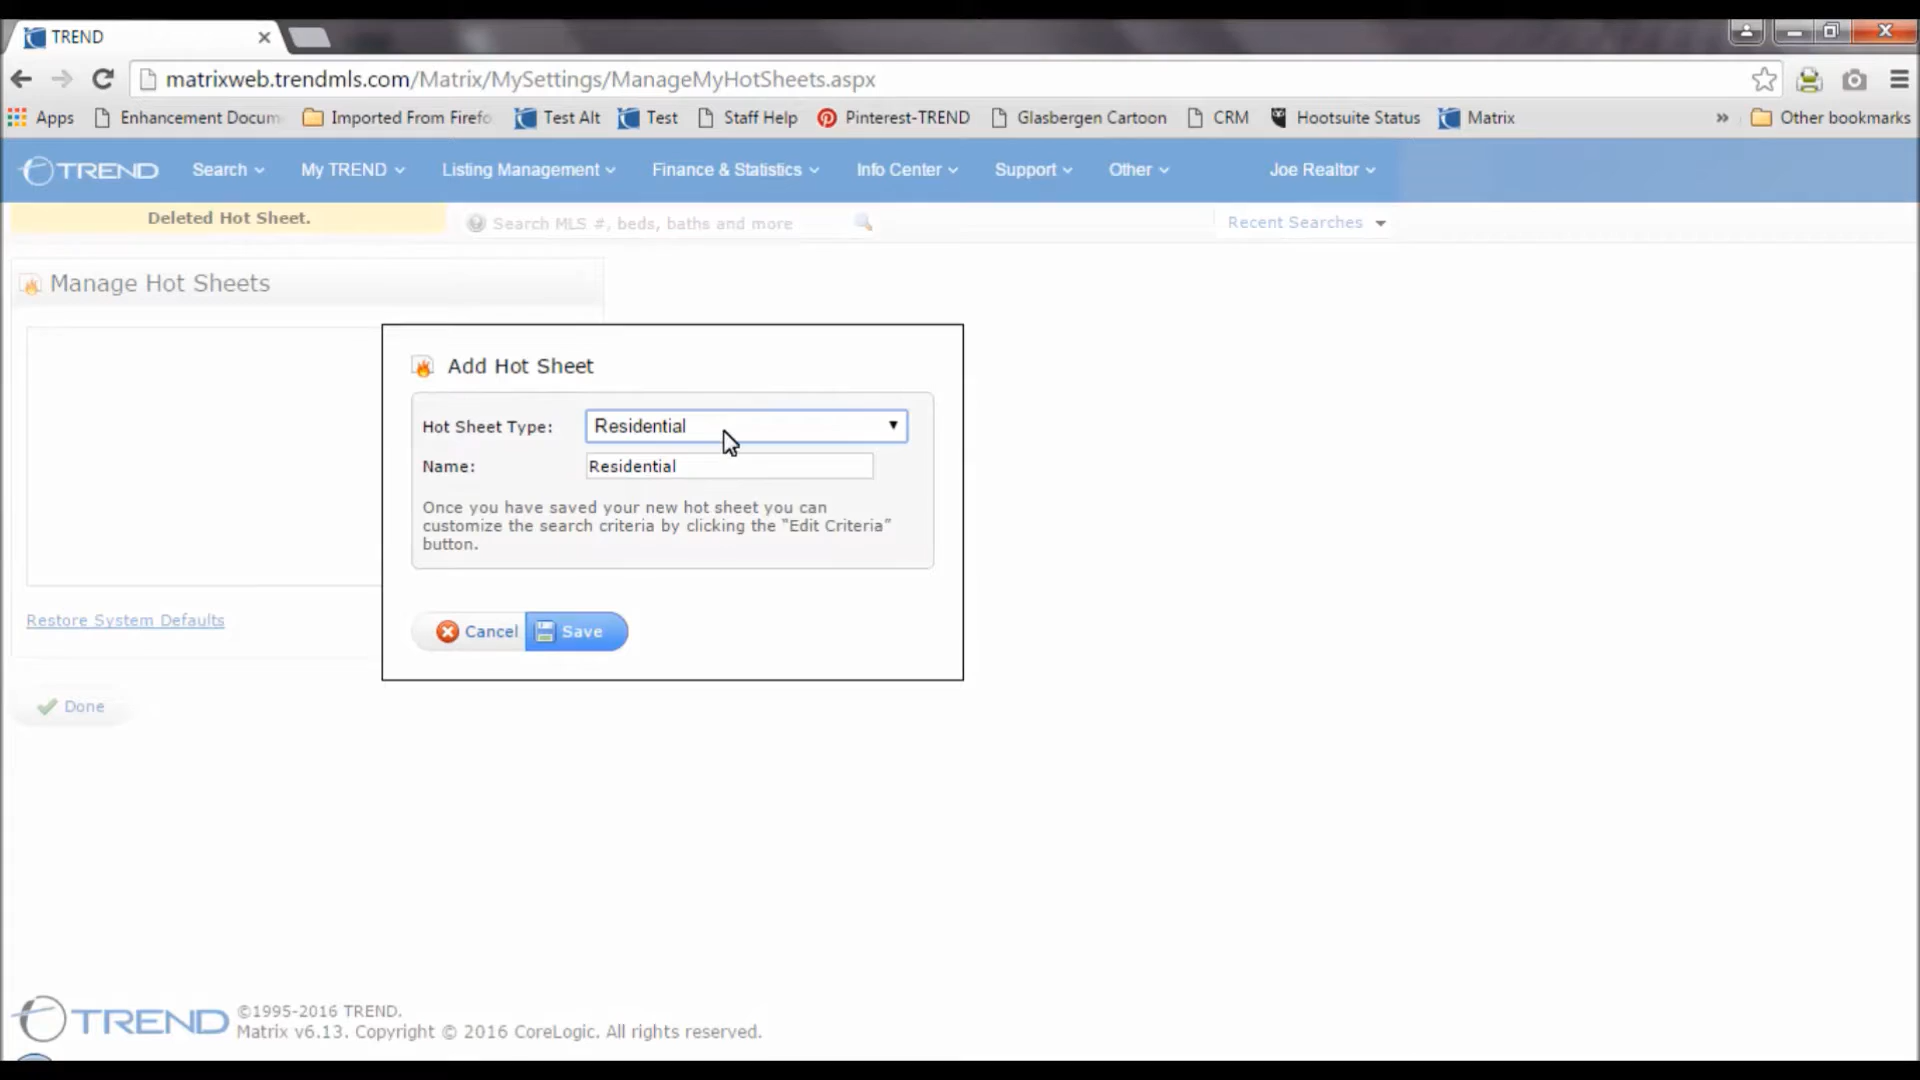 TREND
matrixweb.trendmls.com/Matrix/MySettings/ManageMyHotSheets.aspx
Apps Enhancement Docum Imported From Firefo Test Alt Test Staff Help Pinterest-TREND Glasbergen Cartoon CRM Hootsuite Status Matrix » Other bookmarks
TREND Search My TREND Listing Management Finance & Statistics Info Center Support Other Joe Realtor
Deleted Hot Sheet. Search MLS #, beds, baths and more Recent Searches
Manage Hot Sheets
Add Hot Sheet
Hot Sheet Type: Residential
Name: Residential
Once you have saved your new hot sheet you can
customize the search criteria by clicking the "Edit Criteria"
button.
Restore System Defaults
Cancel Save
Done
TREND ©1995-2016 TREND.
Matrix v6.13. Copyright © 2016 CoreLogic. All rights reserved.